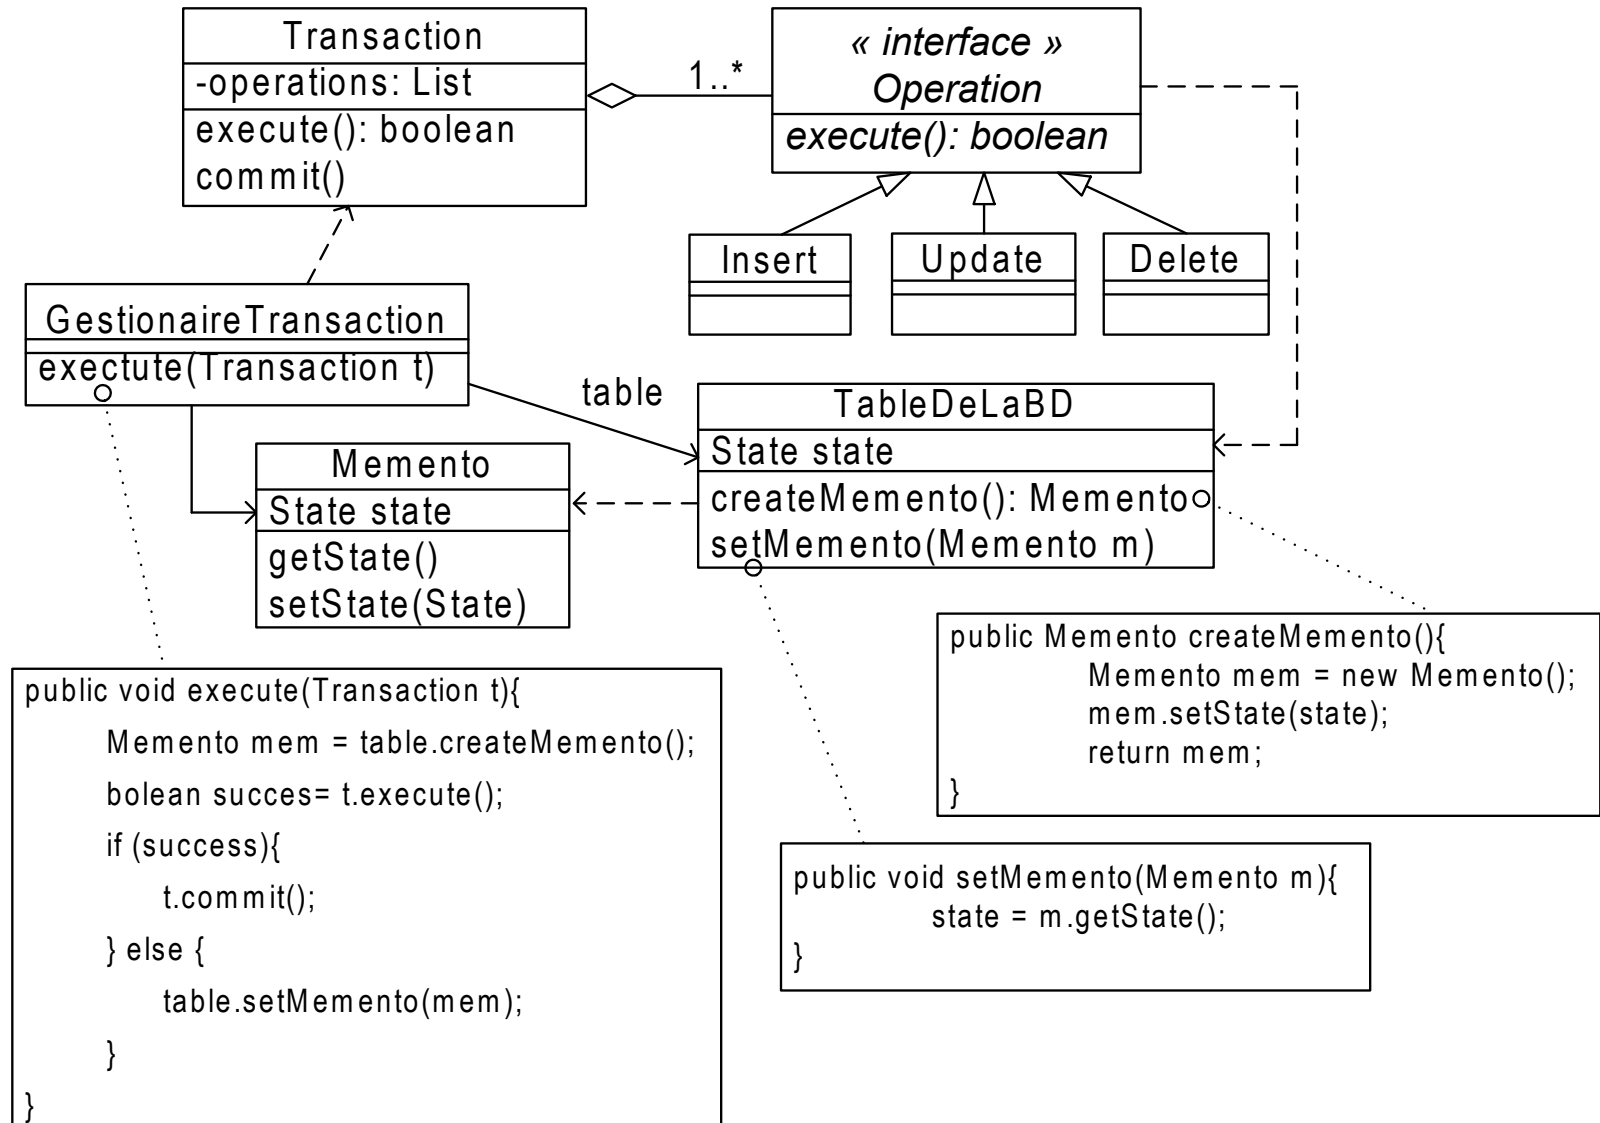 Transaction
-operations: List
execute(): boolean
commit()
1..*
« interface »
Operation
execute(): boolean
Insert
Update
Delete
GestionaireTransaction
exectute(Transaction t)
table
TableDeLaBD
State state
createMemento(): Memento
setMemento(Memento m)
Memento
State state
getState()
setState(State)
public Memento createMemento(){
Memento mem = new Memento();
mem.setState(state);
return mem;
}
public void execute(Transaction t){
Memento mem = table.createMemento();
bolean succes= t.execute();
if (success){
t.commit();
} else {
table.setMemento(mem);
}
}
public void setMemento(Memento m){
state = m.getState();
}